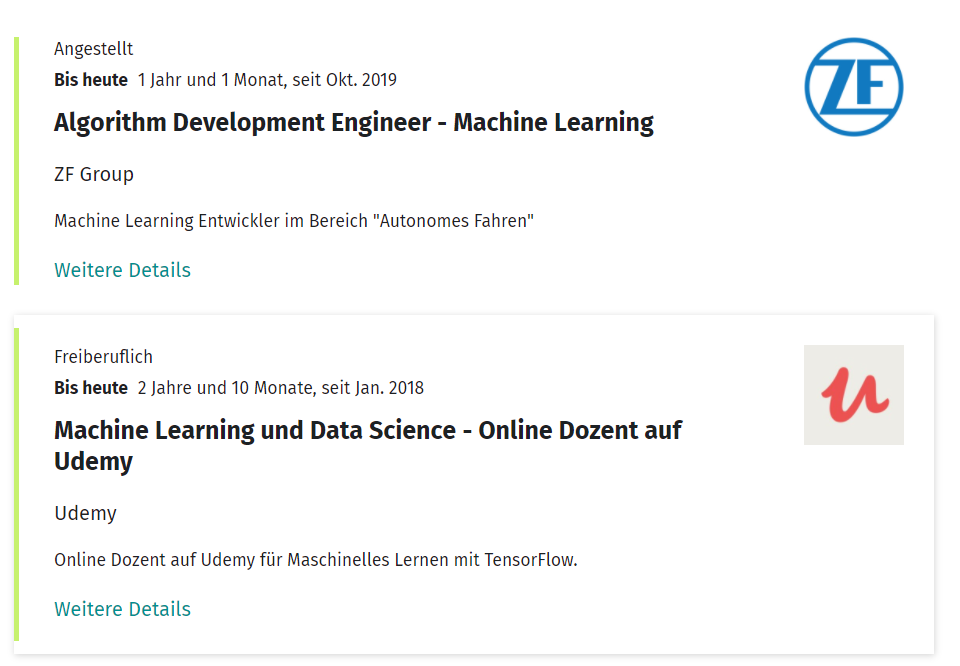 Angestellt
Bis heute 1 Jahr und 1 Monat, seit Okt. 2019
Algorithm Development Engineer - Machine Learning
ZF
ZF Group
Machine Learning Entwickler im Bereich "Autonomes Fahren"
Weitere Details
Freiberuflich
Bis heute 2 Jahre und 10 Monate, seit Jan. 2018
Machine Learning und Data Science - Online Dozent auf
Udemy
u
Udemy
Online Dozent auf Udemy für Maschinelles Lernen mit TensorFlow.
Weitere Details